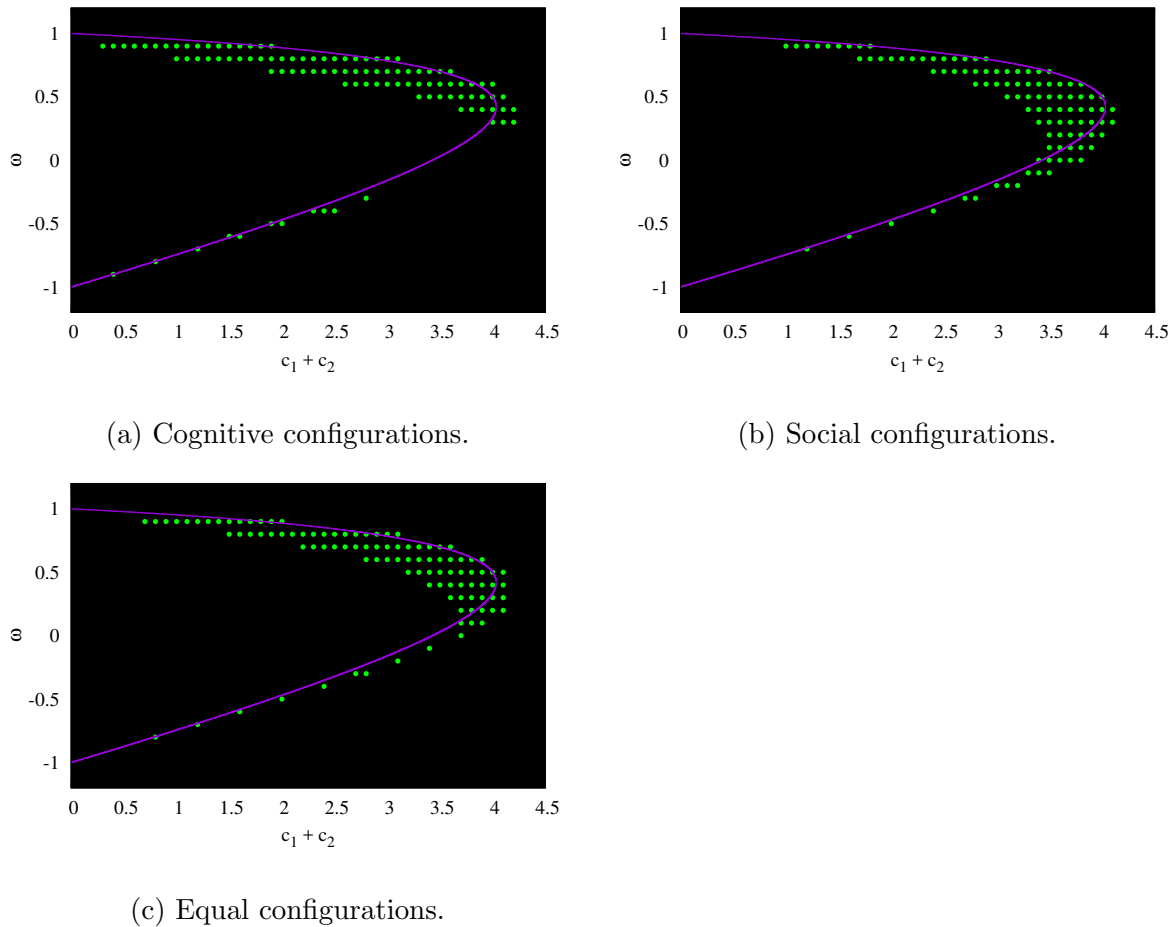 1
0.5
ω
0
-0.5
-1
0 0.5 1 1.5 2 2.5 3 3.5 4 4.5
c1 + c2
(a) Cognitive configurations.
1
0.5
ω
0
-0.5
-1
0 0.5 1 1.5 2 2.5 3 3.5 4 4.5
c1 + c2
(b) Social configurations.
1
0.5
ω
0
-0.5
-1
0 0.5 1 1.5 2 2.5 3 3.5 4 4.5
c1 + c2
(c) Equal configurations.